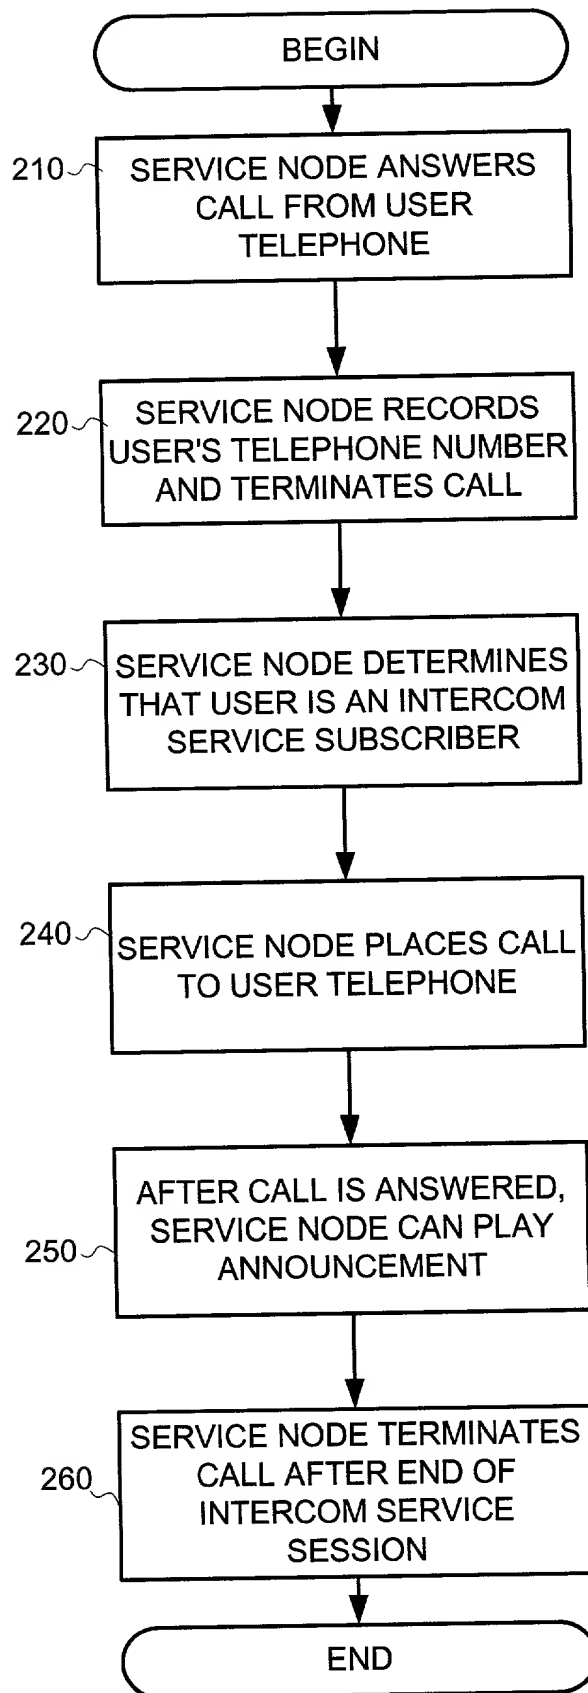 BEGIN
210
SERVICE NODE ANSWERS
CALL FROM USER
TELEPHONE
220
SERVICE NODE RECORDS
USER'S TELEPHONE NUMBER
AND TERMINATES CALL
230
SERVICE NODE DETERMINES
THAT USER IS AN INTERCOM
SERVICE SUBSCRIBER
240
SERVICE NODE PLACES CALL
TO USER TELEPHONE
250
AFTER CALL IS ANSWERED,
SERVICE NODE CAN PLAY
ANNOUNCEMENT
260
SERVICE NODE TERMINATES
CALL AFTER END OF
INTERCOM SERVICE
SESSION
END